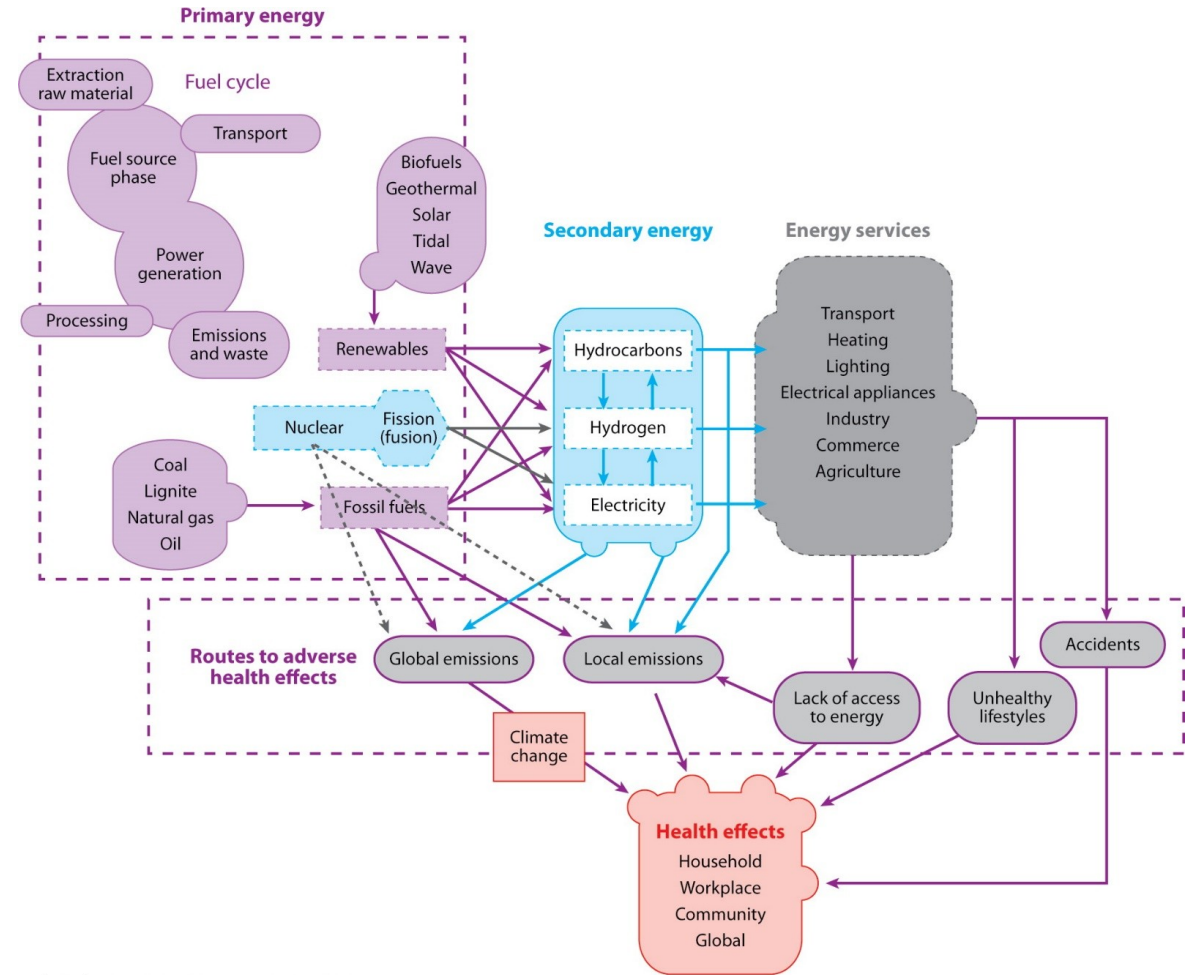 Primary energy
Fuel cycle
Extraction
raw material
Transport
Fuel source
phase
Power
generation
Processing
Emissions
and waste
Biofuels
Geothermal
Solar
Tidal
Wave
Renewables
Nuclear
Fission
(fusion)
Coal
Lignite
Natural gas
Oil
Fossil fuels
Secondary energy
Hydrocarbons
Hydrogen
Electricity
Energy services
Transport
Heating
Lighting
Electrical appliances
Industry
Commerce
Agriculture
Routes to adverse
health effects
Global emissions
Local emissions
Lack of access
to energy
Unhealthy
lifestyles
Accidents
Climate
change
Health effects
Household
Workplace
Community
Global